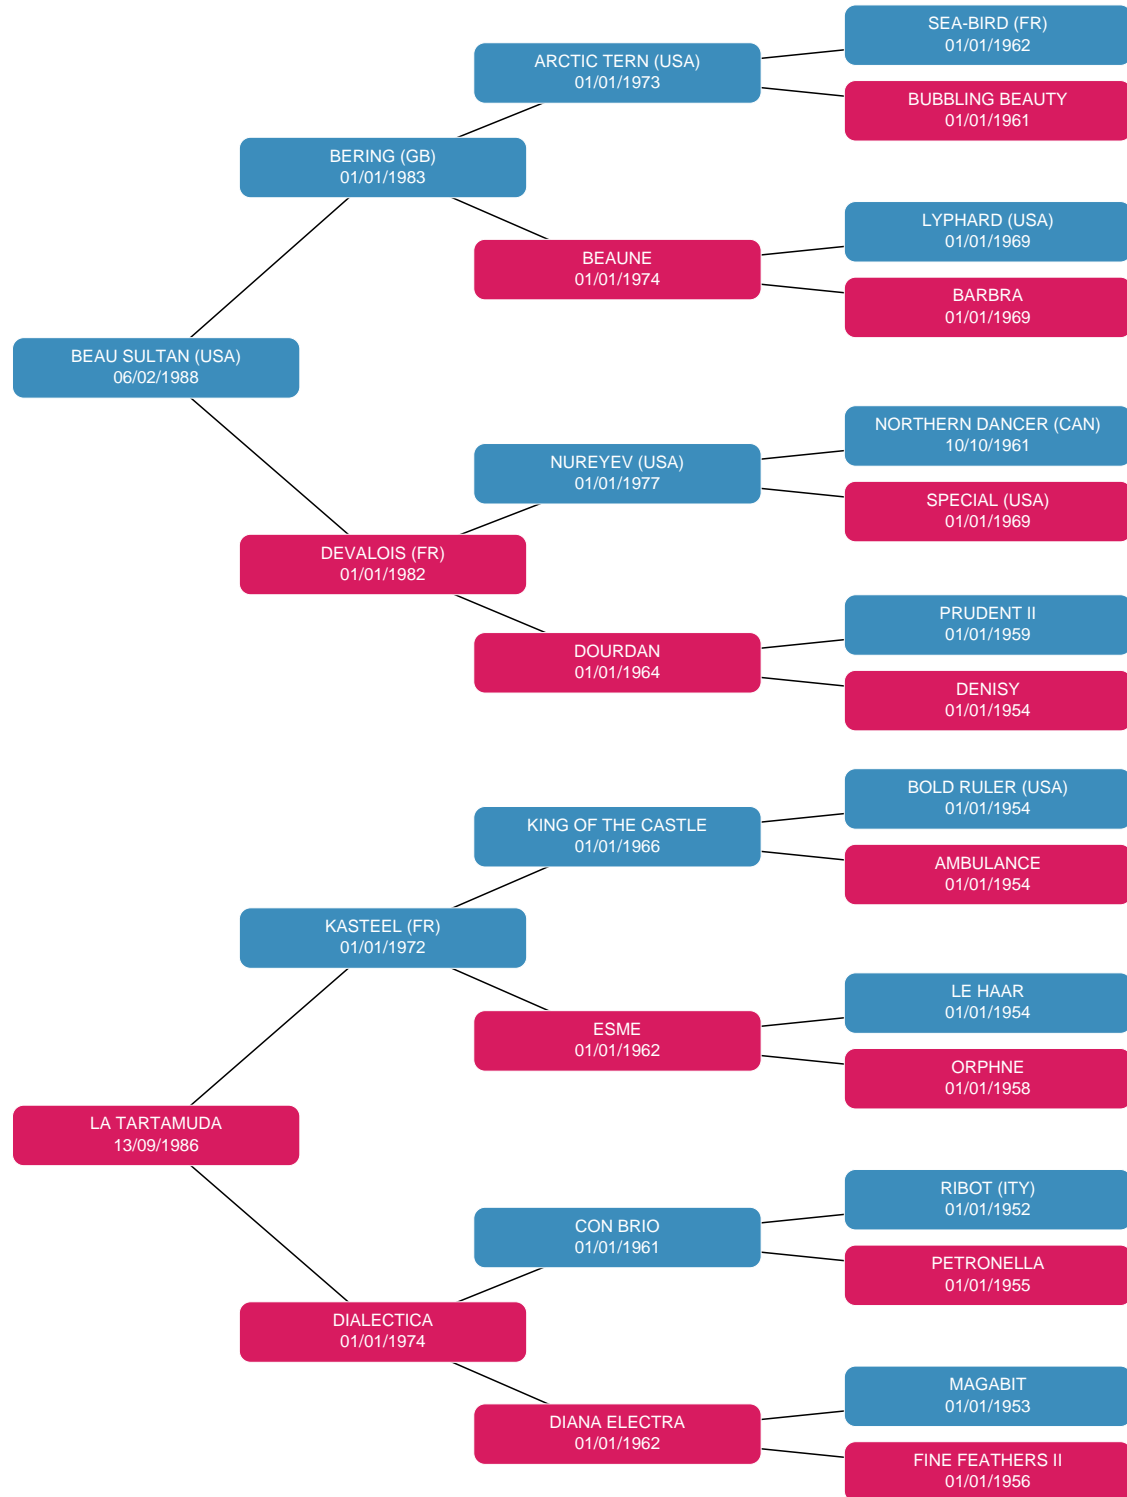 SEA-BIRD (FR)
01/01/1962
ARCTIC TERN (USA)
01/01/1973
BUBBLING BEAUTY
01/01/1961
BERING (GB)
01/01/1983
LYPHARD (USA)
01/01/1969
BEAUNE
01/01/1974
BARBRA
01/01/1969
BEAU SULTAN (USA)
06/02/1988
NORTHERN DANCER (CAN)
10/10/1961
NUREYEV (USA)
01/01/1977
SPECIAL (USA)
01/01/1969
DEVALOIS (FR)
01/01/1982
PRUDENT II
01/01/1959
DOURDAN
01/01/1964
DENISY
01/01/1954
BOLD RULER (USA)
01/01/1954
KING OF THE CASTLE
01/01/1966
AMBULANCE
01/01/1954
KASTEEL (FR)
01/01/1972
LE HAAR
01/01/1954
ESME
01/01/1962
ORPHNE
01/01/1958
LA TARTAMUDA
13/09/1986
RIBOT (ITY)
01/01/1952
CON BRIO
01/01/1961
PETRONELLA
01/01/1955
DIALECTICA
01/01/1974
MAGABIT
01/01/1953
DIANA ELECTRA
01/01/1962
FINE FEATHERS II
01/01/1956